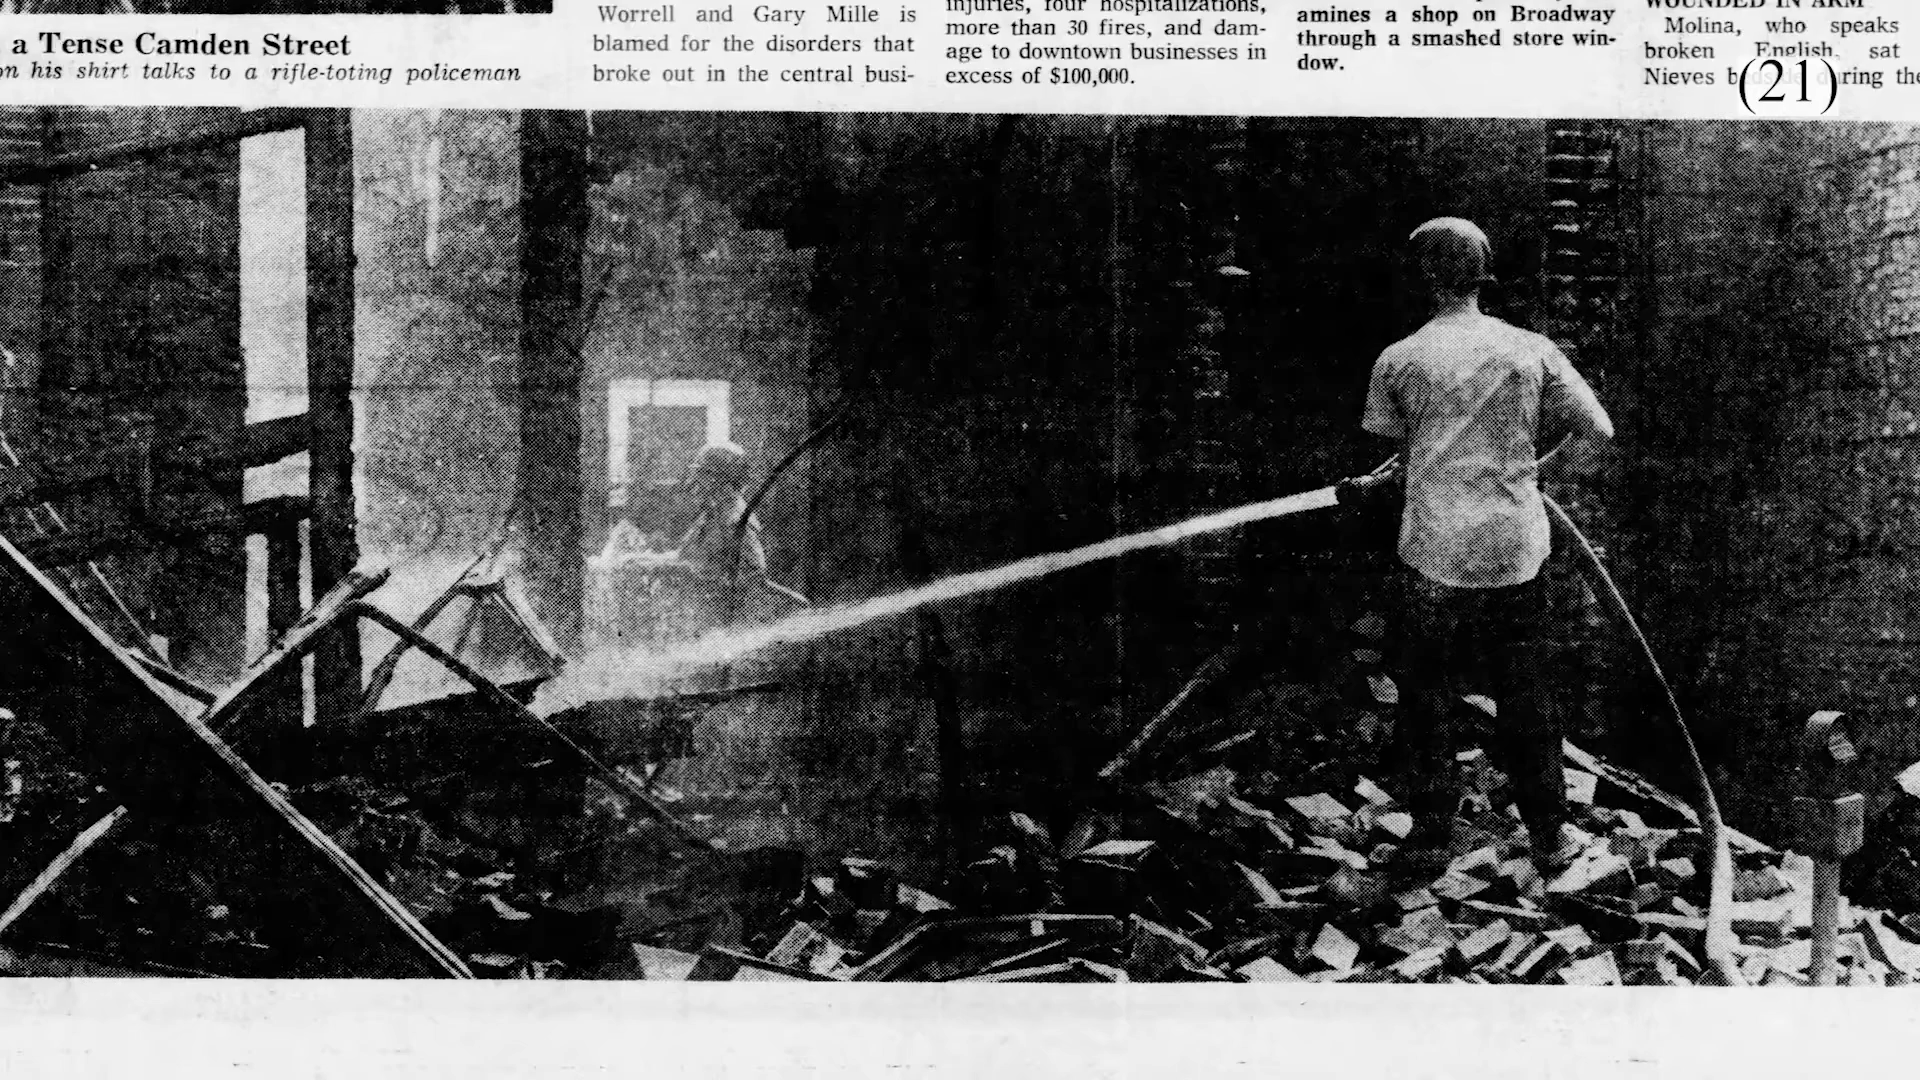 a Tense Camden Street
on his shirt talks to a rifle-toting policeman
Worrell and Gary Mille is
blamed for the disorders that
broke out in the central busi-
injuries, four hospitalizations,
more than 30 fires, and dam-
age to downtown businesses in
excess of $100,000.
amines a shop on Broadway
through a smashed store win-
dow.
WOUNDED IN ARM
Molina, who speaks
broken English, sat
Nieves bedside during the
(21)